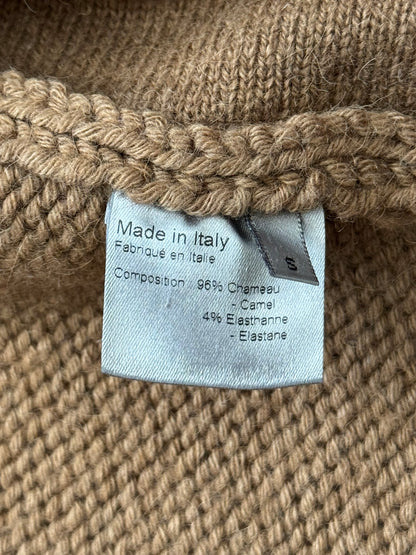 Made in Italy
Fabriqué en Italie
Composition : 96% Chameau
- Camel
4% Elasthanne
- Elastane
S